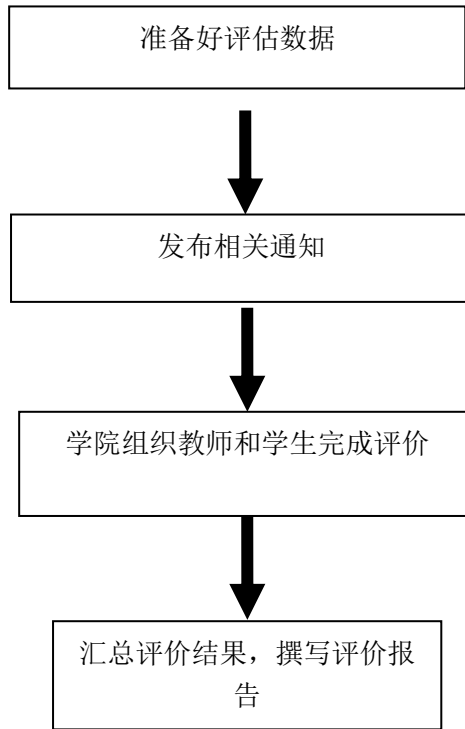 准备好评估数据
发布相关通知
学院组织教师和学生完成评价
汇总评价结果，撰写评价报
告